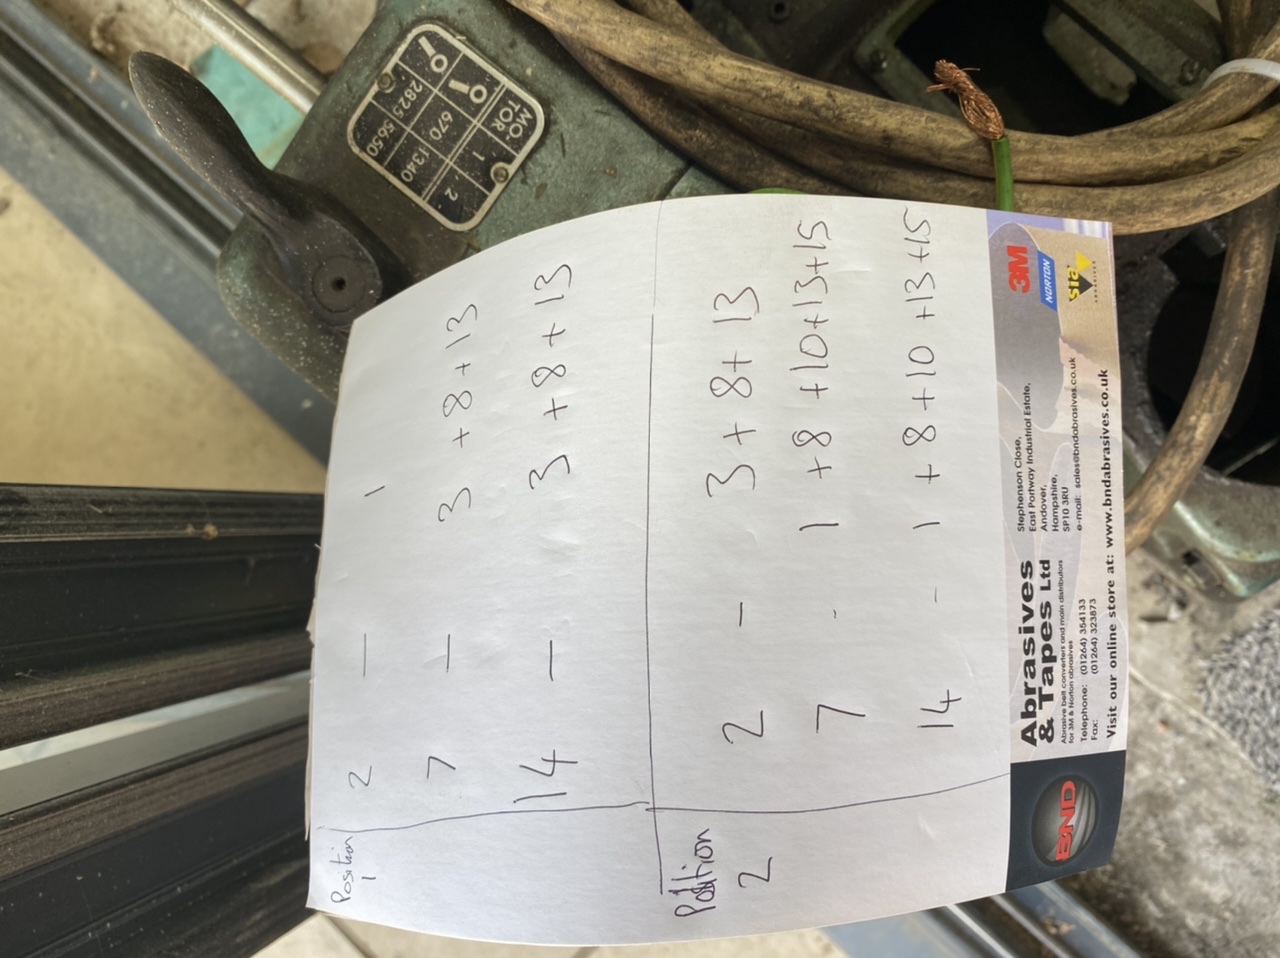 MO-
TOR 1. 2.
670 1340
2825 5650
Position
1
2 – 1
7 – 3 + 8 + 13
14 – 3 + 8 + 13
Position
2
2 – 3 + 8 + 13
7 - 1 + 8 + 10 + 13 + 15
14 - 1 + 8 + 10 + 13 + 15
BND
Abrasives
& Tapes Ltd
Abrasive belt converters and main distributors
for 3M & Norton abrasives
Telephone: (01264) 354133
Fax: (01264) 323873
Visit our online store at: www.bndabrasives.co.uk
Stephenson Close,
East Portway Industrial Estate,
Andover,
Hampshire,
SP10 3RU
e-mail: sales@bndabrasives.co.uk
3M
NORTON
sia
ABRASIVES